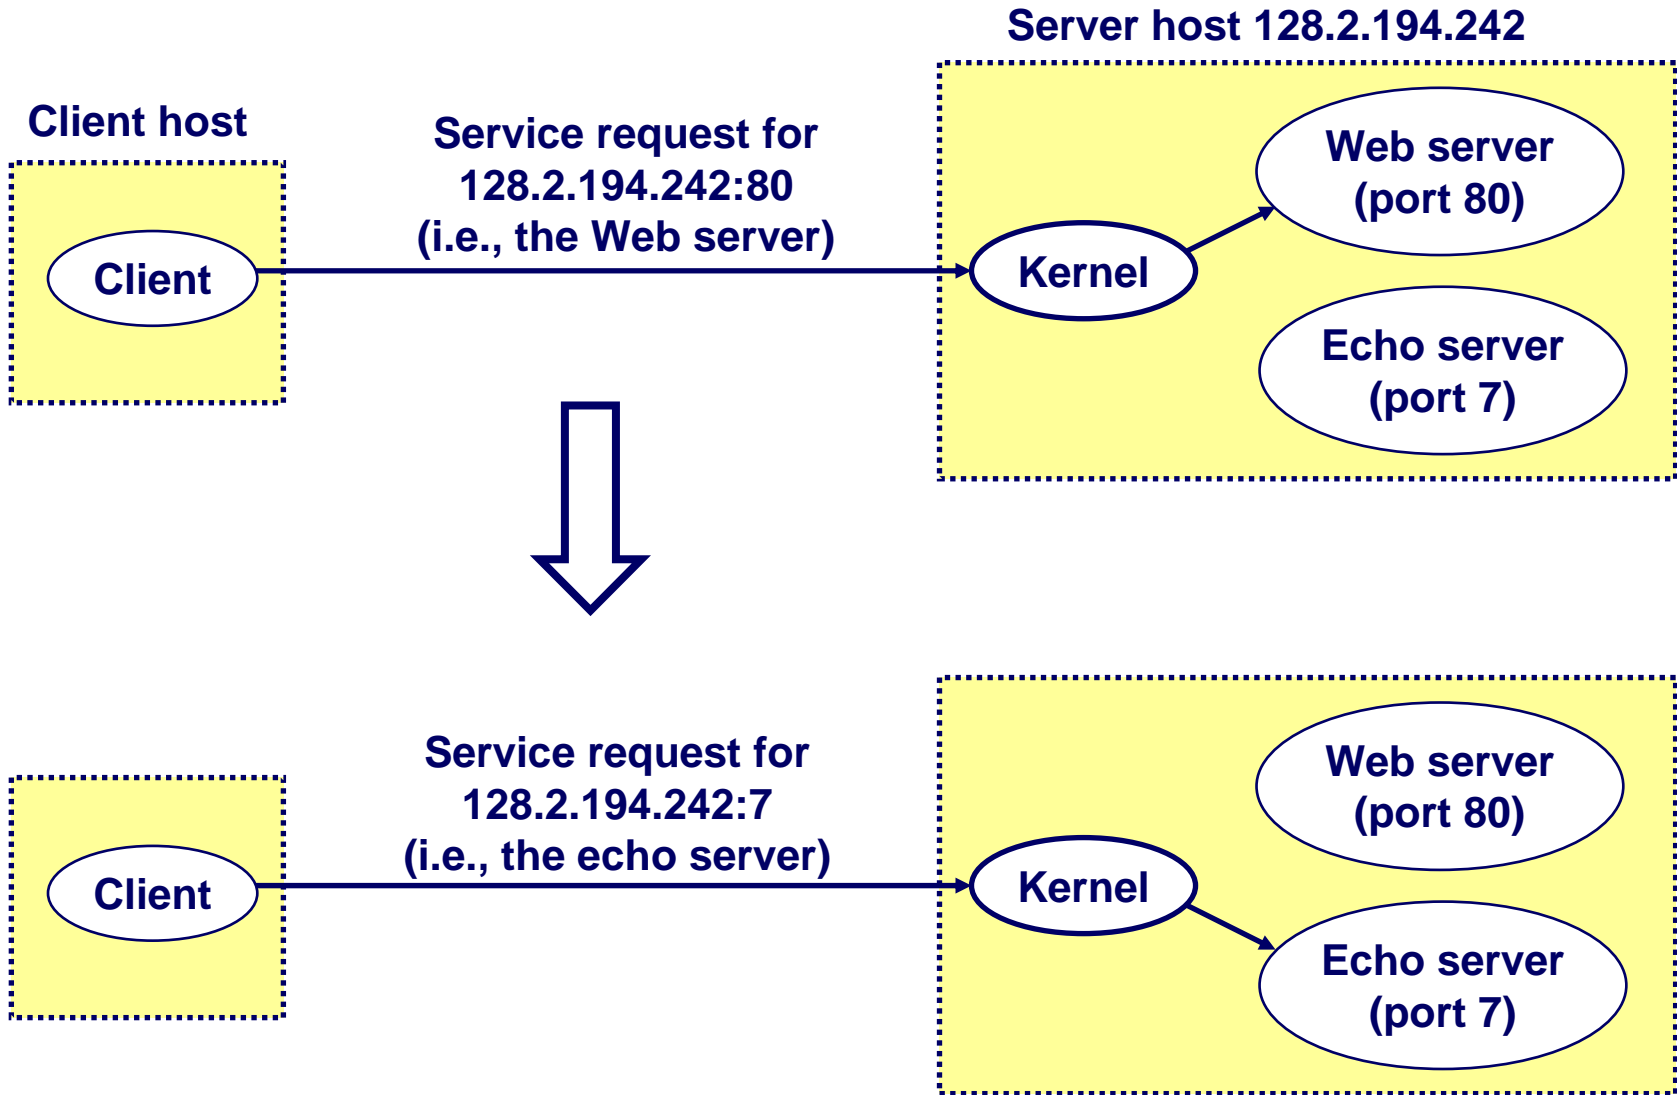 Server host 128.2.194.242
Client host
Service request for
128.2.194.242:80
(i.e., the Web server)
Client
Kernel
Web server
(port 80)
Echo server
(port 7)
Service request for
128.2.194.242:7
(i.e., the echo server)
Client
Kernel
Web server
(port 80)
Echo server
(port 7)